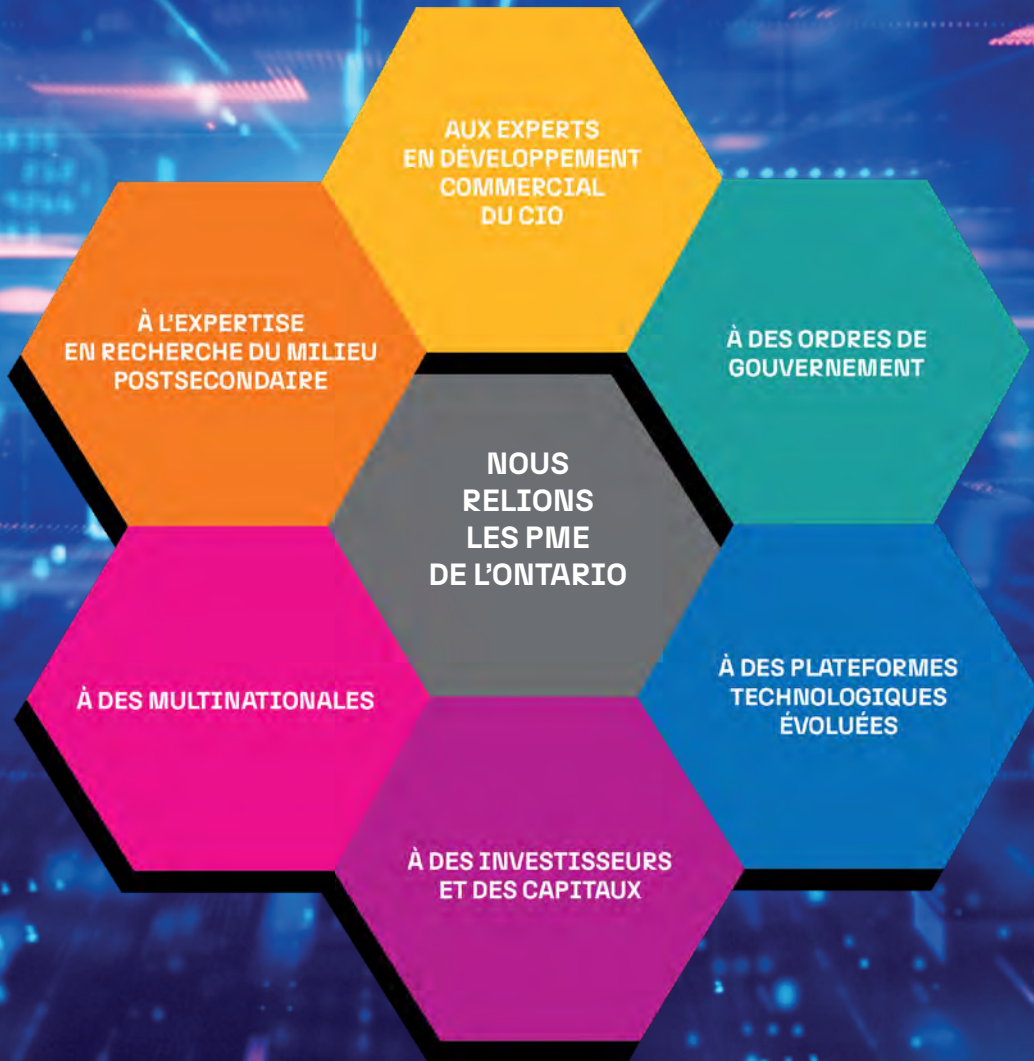 AUX EXPERTS
EN DÉVELOPPEMENT
COMMERCIAL
DU CIO
À L'EXPERTISE
EN RECHERCHE DU MILIEU
POSTSECONDAIRE
À DES ORDRES DE
GOUVERNEMENT
NOUS
RELIONS
LES PME
DE L'ONTARIO
À DES MULTINATIONALES
À DES PLATEFORMES
TECHNOLOGIQUES
ÉVOLUÉES
À DES INVESTISSEURS
ET DES CAPITAUX